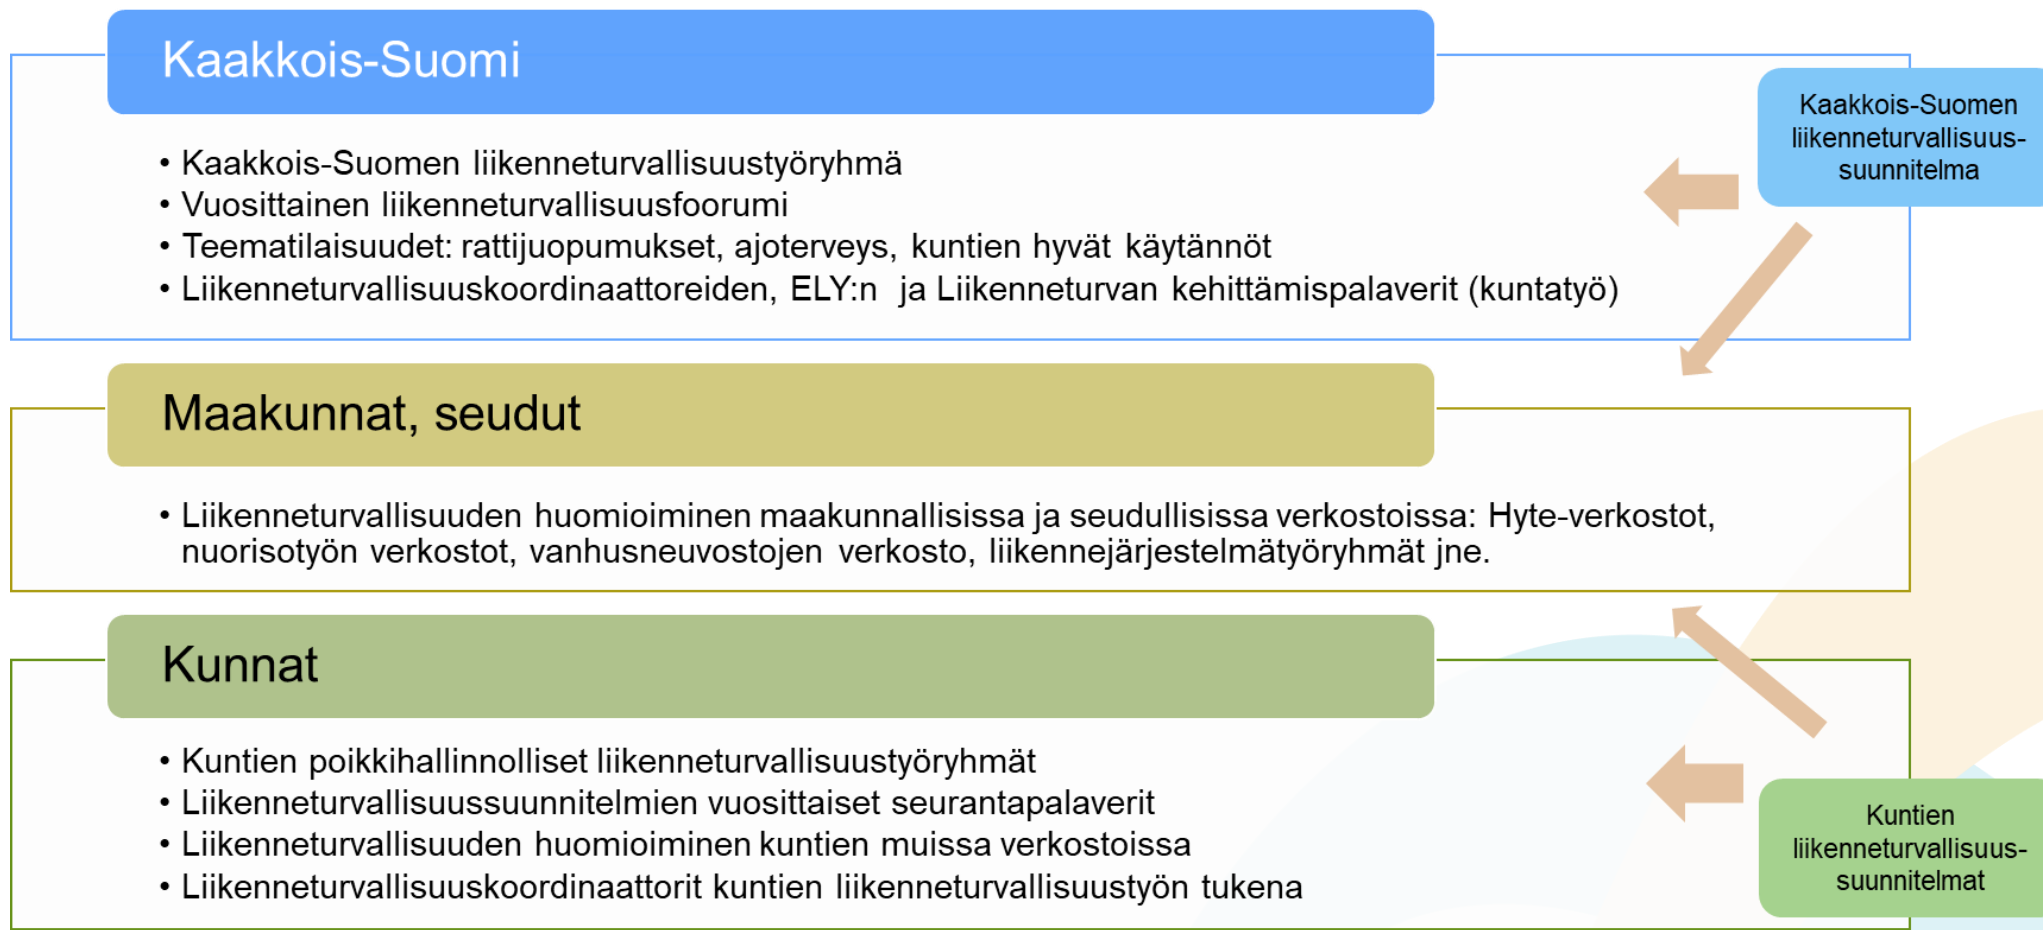 Kaakkois-Suomi
• Kaakkois-Suomen liikenneturvallisuustyöryhmä
• Vuosittainen liikenneturvallisuusfoorumi
• Teematilaisuudet: rattijuopumukset, ajoterveys, kuntien hyvät käytännöt
• Liikenneturvallisuuskoordinaattoreiden, ELY:n ja Liikenneturvan kehittämispalaverit (kuntatyö)
Kaakkois-Suomen
liikenneturvallisuus-
suunnitelma
Maakunnat, seudut
• Liikenneturvallisuuden huomioiminen maakunnallisissa ja seudullisissa verkostoissa: Hyte-verkostot,
nuorisotyön verkostot, vanhusneuvostojen verkosto, liikennejärjestelmätyöryhmät jne.
Kunnat
• Kuntien poikkihallinnolliset liikenneturvallisuustyöryhmät
• Liikenneturvallisuussuunnitelmien vuosittaiset seurantapalaverit
• Liikenneturvallisuuden huomioiminen kuntien muissa verkostoissa
• Liikenneturvallisuuskoordinaattorit kuntien liikenneturvallisuustyön tukena
Kuntien
liikenneturvallisuus-
suunnitelmat